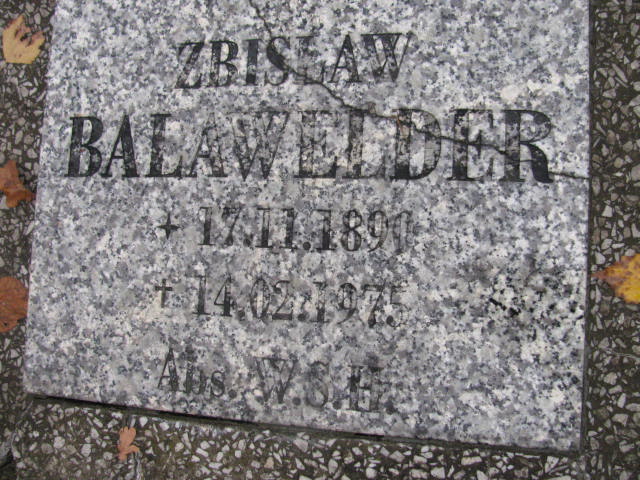 ZBISŁAW
BALAWELDER
+ 17.11.1890
+ 14.02.1975
Abs. W.S.H.